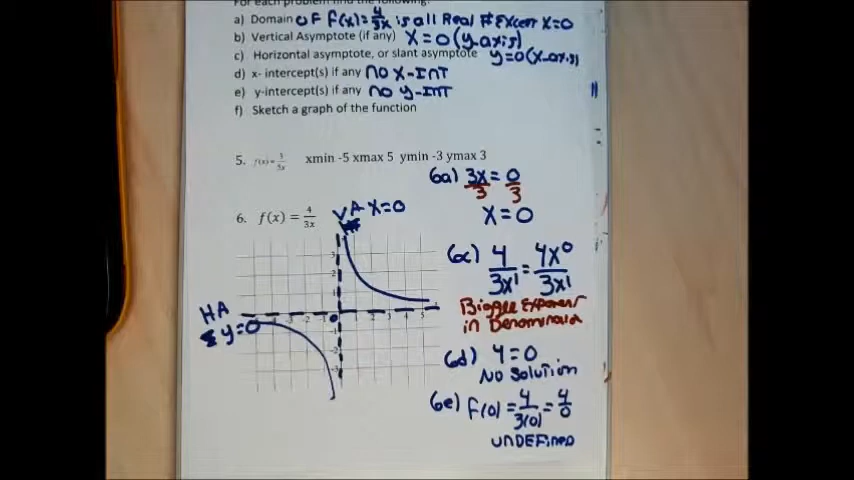 For each problem find the following:
a) Domain OF f(x)=4/3x is all Real #s Except x=0
b) Vertical Asymptote (if any) x=0 (y-axis)
c) Horizontal asymptote, or slant asymptote y=0 (x-axis)
d) x- intercept(s) if any no x-Int
e) y-intercept(s) if any no y-Int
f) Sketch a graph of the function
5. xmin -5 xmax 5 ymin -3 ymax 3
6. f(x) = 4/3x
VA x=0
HA
y=0
6a) 3x/3 = 0/3
x=0
6c) 4/3x¹ = 4x⁰/3x¹
Bigger Exponent
in Denominator
6d) 4=0
No Solution
6e) f(0) = 4/3(0) = 4/0
UNDEFINED